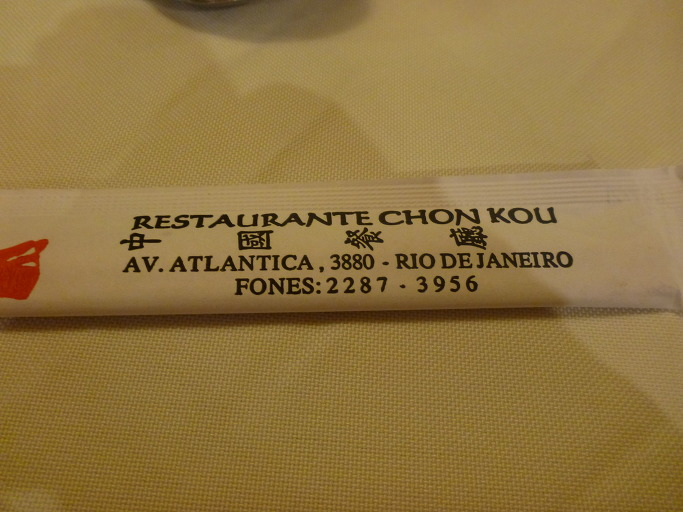 RESTAURANTE CHON KOU
中國餐廳
AV. ATLANTICA, 3880 - RIO DE JANEIRO
FONES: 2287 - 3956